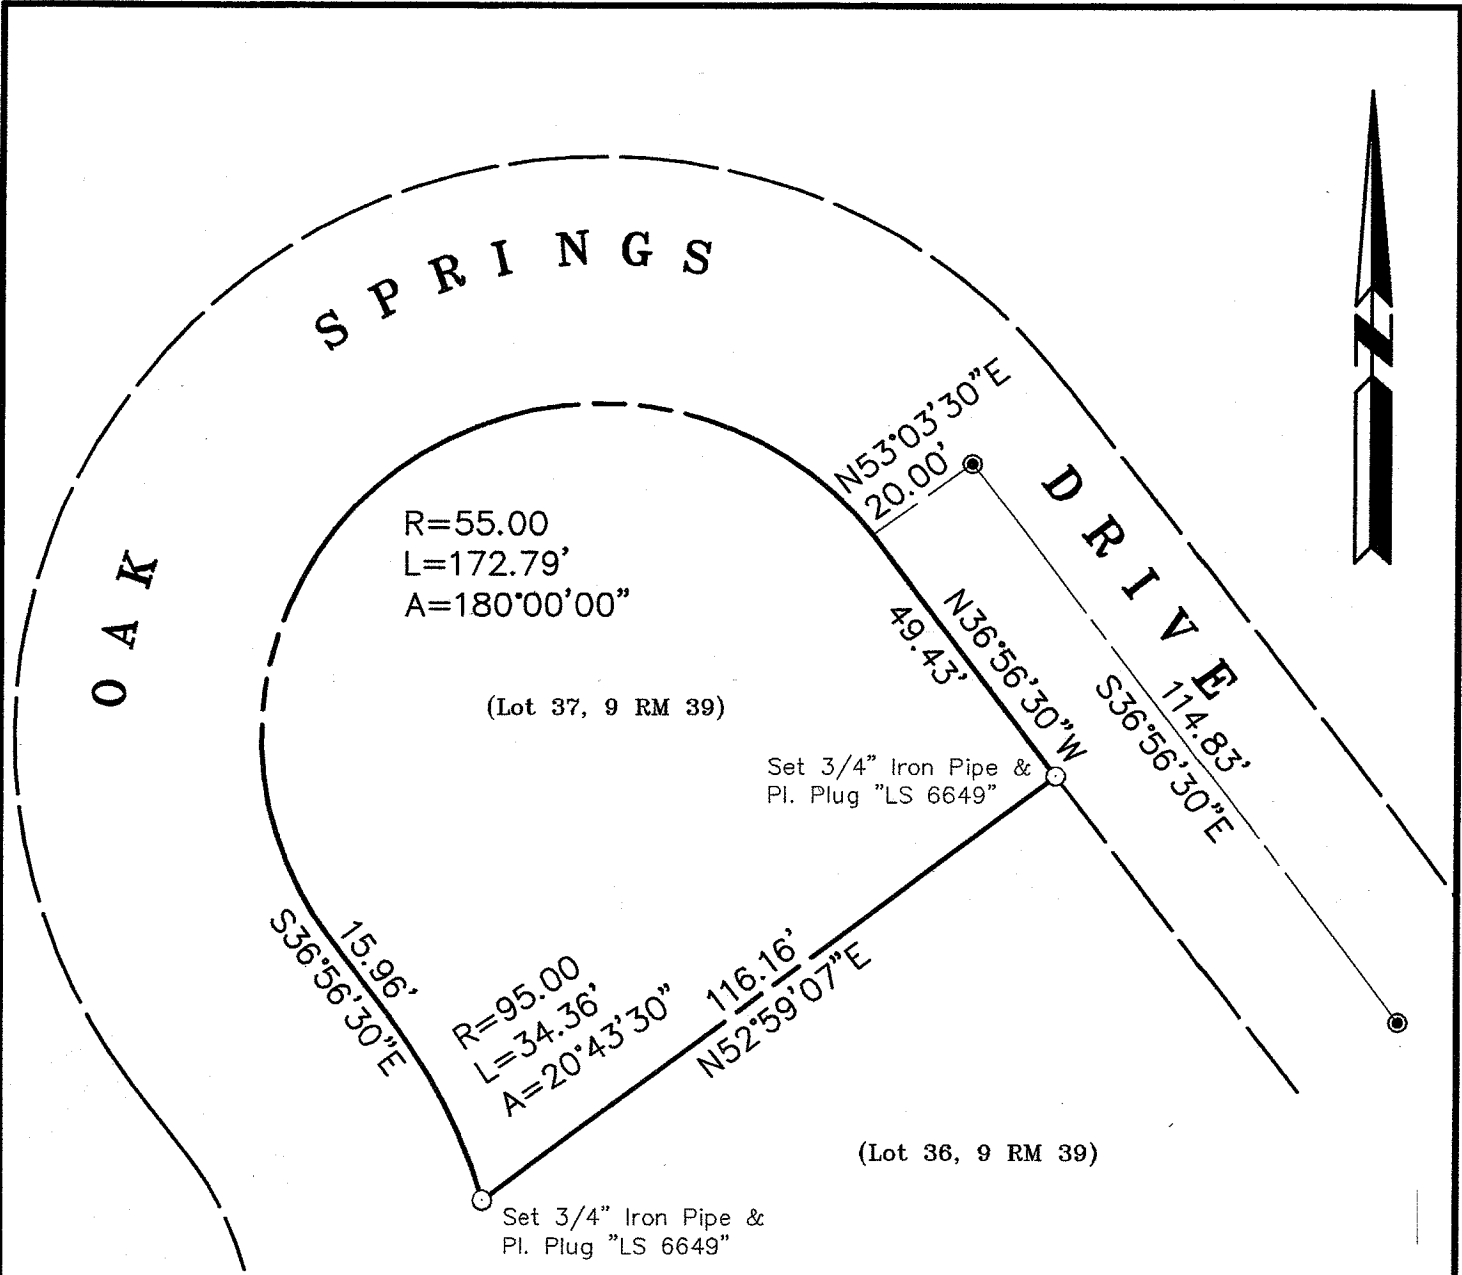 OAK SPRINGS DRIVE
N
N53°03'30"E
20.00'
R=55.00
L=172.79'
A=180°00'00"
N36°56'30"W
49.43'
114.83'
S36°56'30"E
(Lot 37, 9 RM 39)
Set 3/4" Iron Pipe &
Pl. Plug "LS 6649"
15.96'
S36°56'30"E
R=95.00
L=34.36'
A=20°43'30"
116.16'
N52°59'07"E
(Lot 36, 9 RM 39)
Set 3/4" Iron Pipe &
Pl. Plug "LS 6649"